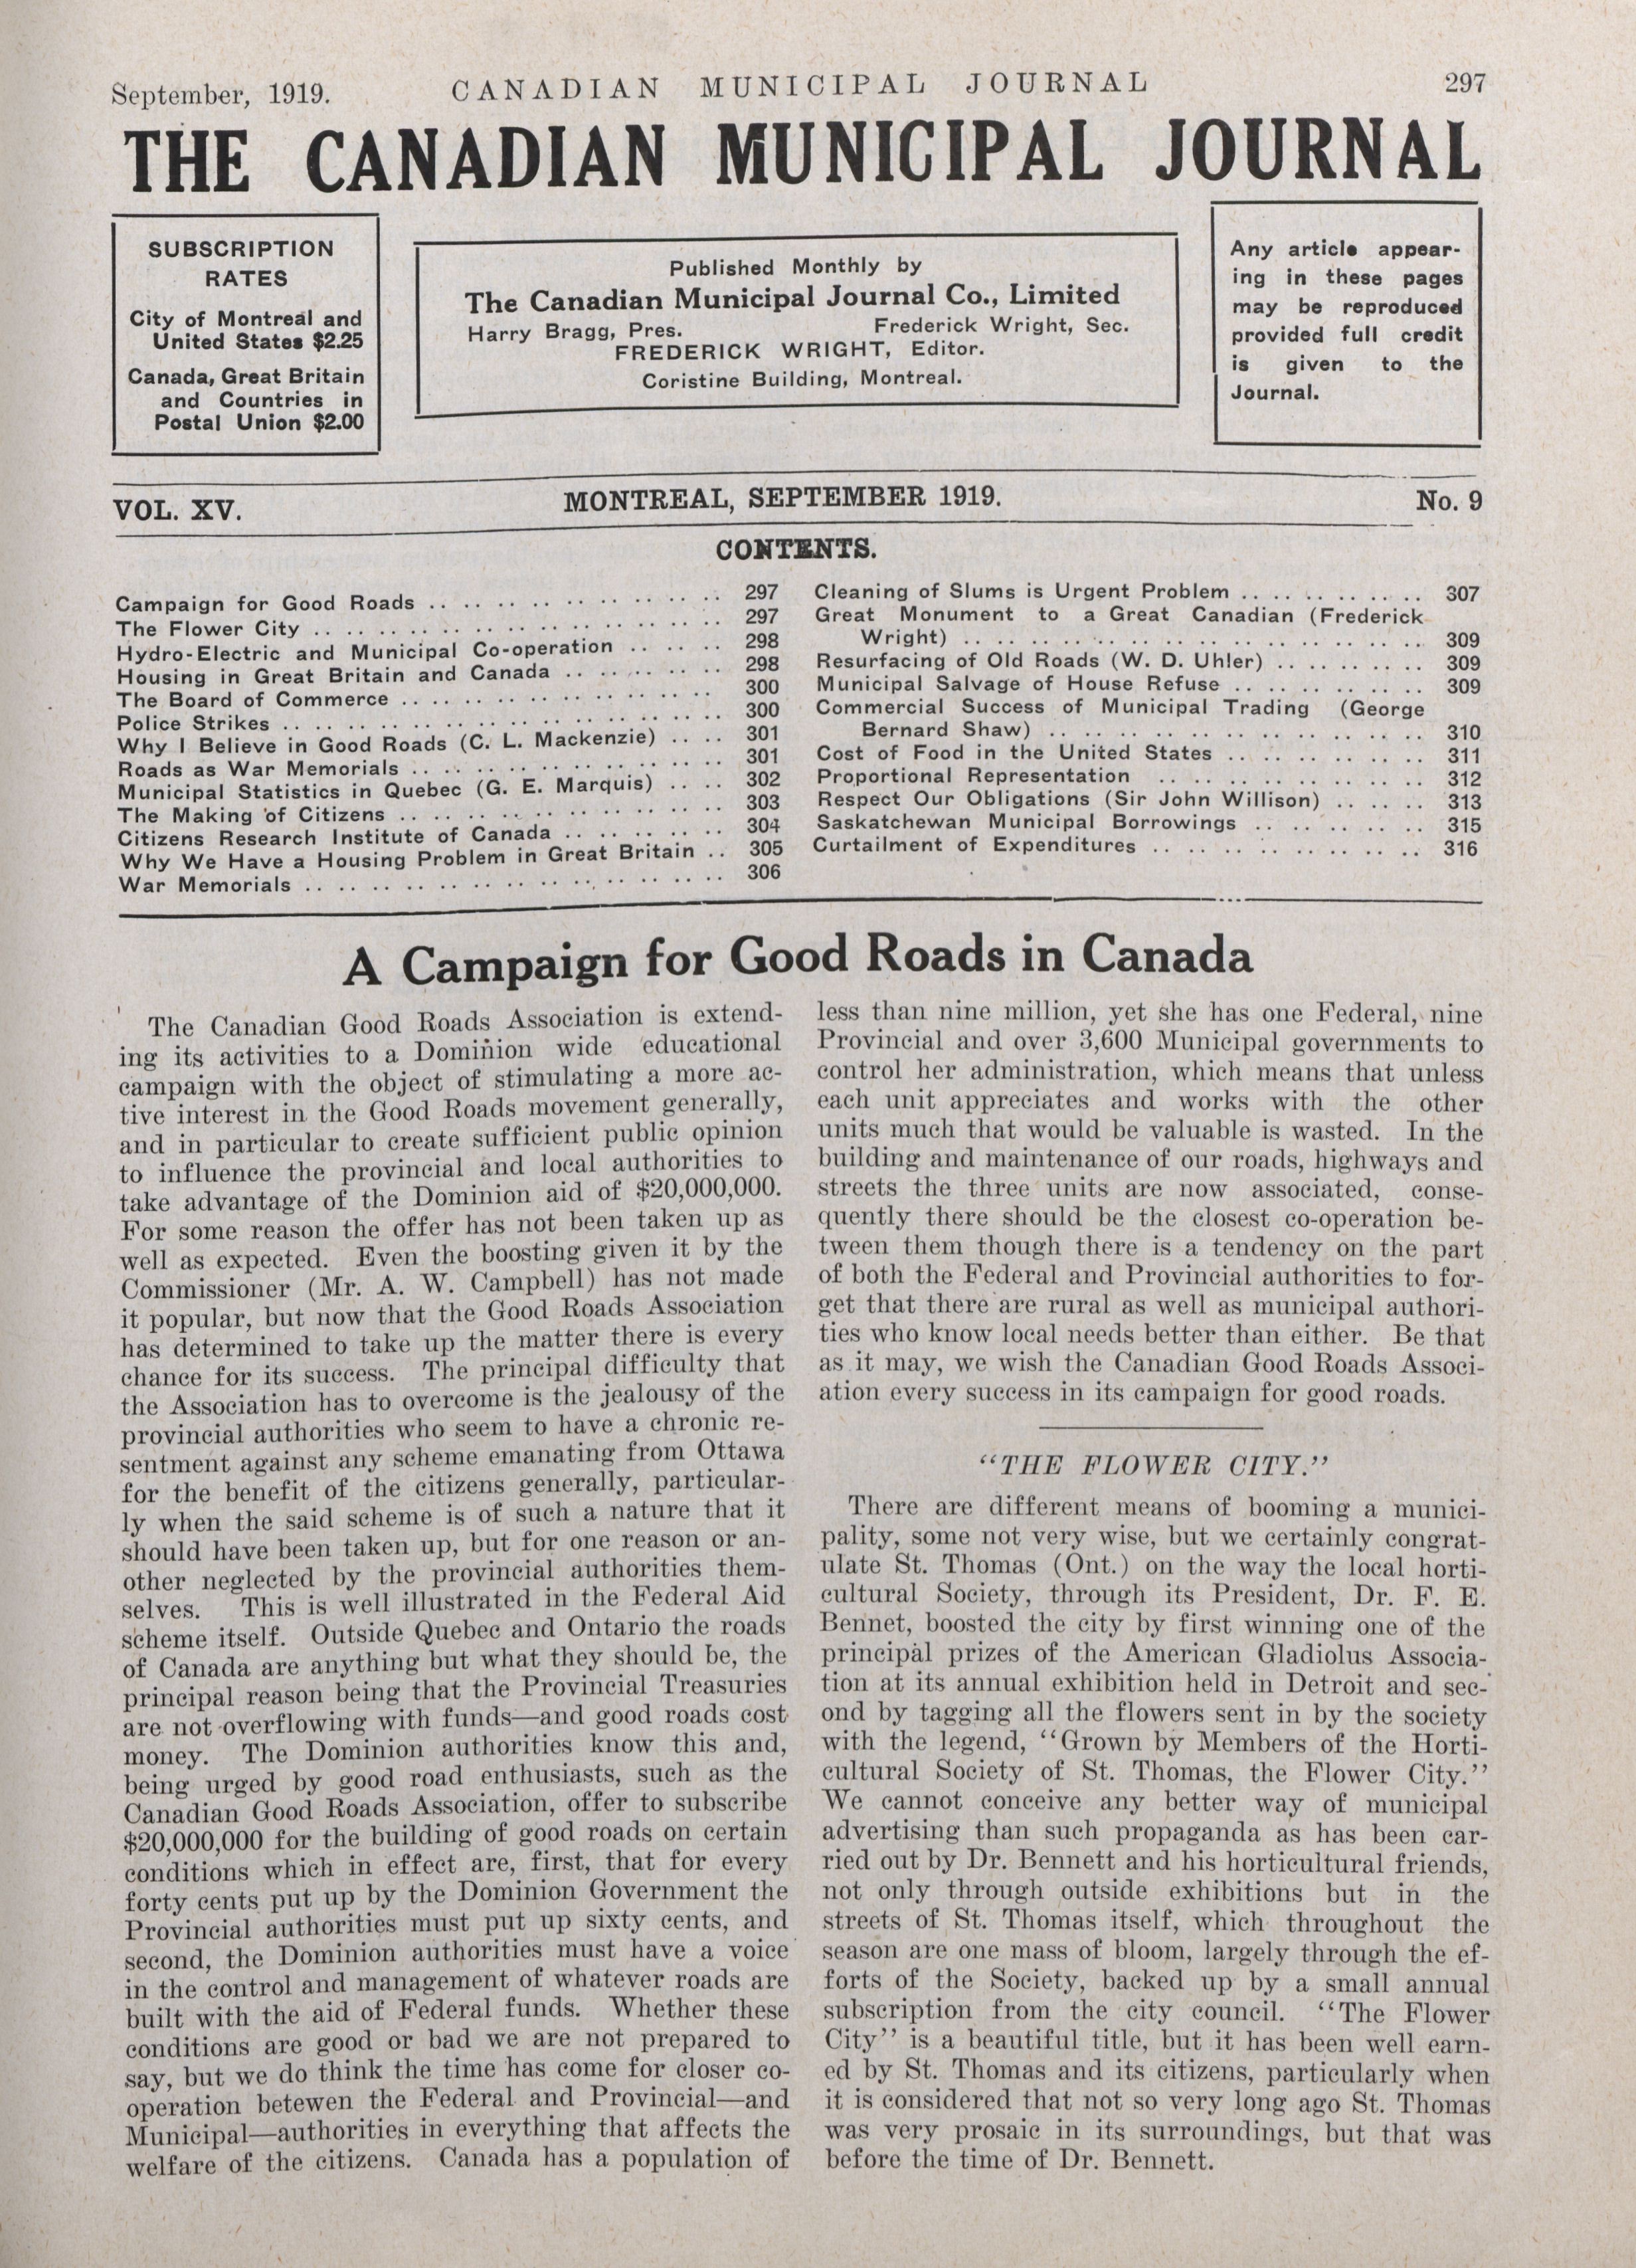 September, 1919.
CANADIAN MUNICIPAL JOURNAL
297
THE CANADIAN MUNICIPAL JOURNAL
SUBSCRIPTION
RATES
City of Montreal and
United States $2.25
Canada, Great Britain
and Countries in
Postal Union $2.00
Published Monthly by
The Canadian Municipal Journal Co., Limited
Harry Bragg, Pres. Frederick Wright, Sec.
FREDERICK WRIGHT, Editor.
Coristine Building, Montreal.
Any article appear-
ing in these pages
may be reproduced
provided full credit
is given to the
Journal.
VOL. XV.
MONTREAL, SEPTEMBER 1919.
No. 9
CONTENTS.
Campaign for Good Roads .. .. .. .. .. .. .. .. .. 297
The Flower City .. .. .. .. .. .. .. .. .. .. .. .. .. 297
Hydro-Electric and Municipal Co-operation .. .. .. 298
Housing in Great Britain and Canada .. .. .. .. .. 298
The Board of Commerce .. .. .. .. .. .. .. .. .. .. 300
Police Strikes .. .. .. .. .. .. .. .. .. .. .. .. .. .. 300
Why I Believe in Good Roads (C. L. Mackenzie) .. .. 301
Roads as War Memorials .. .. .. .. .. .. .. .. .. .. 301
Municipal Statistics in Quebec (G. E. Marquis) .. .. 302
The Making of Citizens .. .. .. .. .. .. .. .. .. .. 303
Citizens Research Institute of Canada .. .. .. .. .. 304
Why We Have a Housing Problem in Great Britain .. 305
War Memorials .. .. .. .. .. .. .. .. .. .. .. .. .. 306
Cleaning of Slums is Urgent Problem .. .. .. .. .. .. 307
Great Monument to a Great Canadian (Frederick
Wright) .. .. .. .. .. .. .. .. .. .. .. .. .. .. 309
Resurfacing of Old Roads (W. D. Uhler) .. .. .. .. .. 309
Municipal Salvage of House Refuse .. .. .. .. .. .. 309
Commercial Success of Municipal Trading (George
Bernard Shaw) .. .. .. .. .. .. .. .. .. .. .. .. 310
Cost of Food in the United States .. .. .. .. .. .. .. 311
Proportional Representation .. .. .. .. .. .. .. .. 312
Respect Our Obligations (Sir John Willison) .. .. .. 313
Saskatchewan Municipal Borrowings .. .. .. .. .. .. 315
Curtailment of Expenditures .. .. .. .. .. .. .. .. 316
A Campaign for Good Roads in Canada
The Canadian Good Roads Association is extend-
ing its activities to a Dominion wide educational
campaign with the object of stimulating a more ac-
tive interest in the Good Roads movement generally,
and in particular to create sufficient public opinion
to influence the provincial and local authorities to
take advantage of the Dominion aid of $20,000,000.
For some reason the offer has not been taken up as
well as expected. Even the boosting given it by the
Commissioner (Mr. A. W. Campbell) has not made
it popular, but now that the Good Roads Association
has determined to take up the matter there is every
chance for its success. The principal difficulty that
the Association has to overcome is the jealousy of the
provincial authorities who seem to have a chronic re-
sentment against any scheme emanating from Ottawa
for the benefit of the citizens generally, particular-
ly when the said scheme is of such a nature that it
should have been taken up, but for one reason or an-
other neglected by the provincial authorities them-
selves. This is well illustrated in the Federal Aid
scheme itself. Outside Quebec and Ontario the roads
of Canada are anything but what they should be, the
principal reason being that the Provincial Treasuries
are not overflowing with funds—and good roads cost
money. The Dominion authorities know this and,
being urged by good road enthusiasts, such as the
Canadian Good Roads Association, offer to subscribe
$20,000,000 for the building of good roads on certain
conditions which in effect are, first, that for every
forty cents put up by the Dominion Government the
Provincial authorities must put up sixty cents, and
second, the Dominion authorities must have a voice
in the control and management of whatever roads are
built with the aid of Federal funds. Whether these
conditions are good or bad we are not prepared to
say, but we do think the time has come for closer co-
operation betewen the Federal and Provincial—and
Municipal—authorities in everything that affects the
welfare of the citizens. Canada has a population of
less than nine million, yet she has one Federal, nine
Provincial and over 3,600 Municipal governments to
control her administration, which means that unless
each unit appreciates and works with the other
units much that would be valuable is wasted. In the
building and maintenance of our roads, highways and
streets the three units are now associated, conse-
quently there should be the closest co-operation be-
tween them though there is a tendency on the part
of both the Federal and Provincial authorities to for-
get that there are rural as well as municipal authori-
ties who know local needs better than either. Be that
as it may, we wish the Canadian Good Roads Associ-
ation every success in its campaign for good roads.
“THE FLOWER CITY.”
There are different means of booming a munici-
pality, some not very wise, but we certainly congrat-
ulate St. Thomas (Ont.) on the way the local horti-
cultural Society, through its President, Dr. F. E.
Bennet, boosted the city by first winning one of the
principal prizes of the American Gladiolus Associa-
tion at its annual exhibition held in Detroit and sec-
ond by tagging all the flowers sent in by the society
with the legend, “Grown by Members of the Horti-
cultural Society of St. Thomas, the Flower City.”
We cannot conceive any better way of municipal
advertising than such propaganda as has been car-
ried out by Dr. Bennett and his horticultural friends,
not only through outside exhibitions but in the
streets of St. Thomas itself, which throughout the
season are one mass of bloom, largely through the ef-
forts of the Society, backed up by a small annual
subscription from the city council. “The Flower
City” is a beautiful title, but it has been well earn-
ed by St. Thomas and its citizens, particularly when
it is considered that not so very long ago St. Thomas
was very prosaic in its surroundings, but that was
before the time of Dr. Bennett.